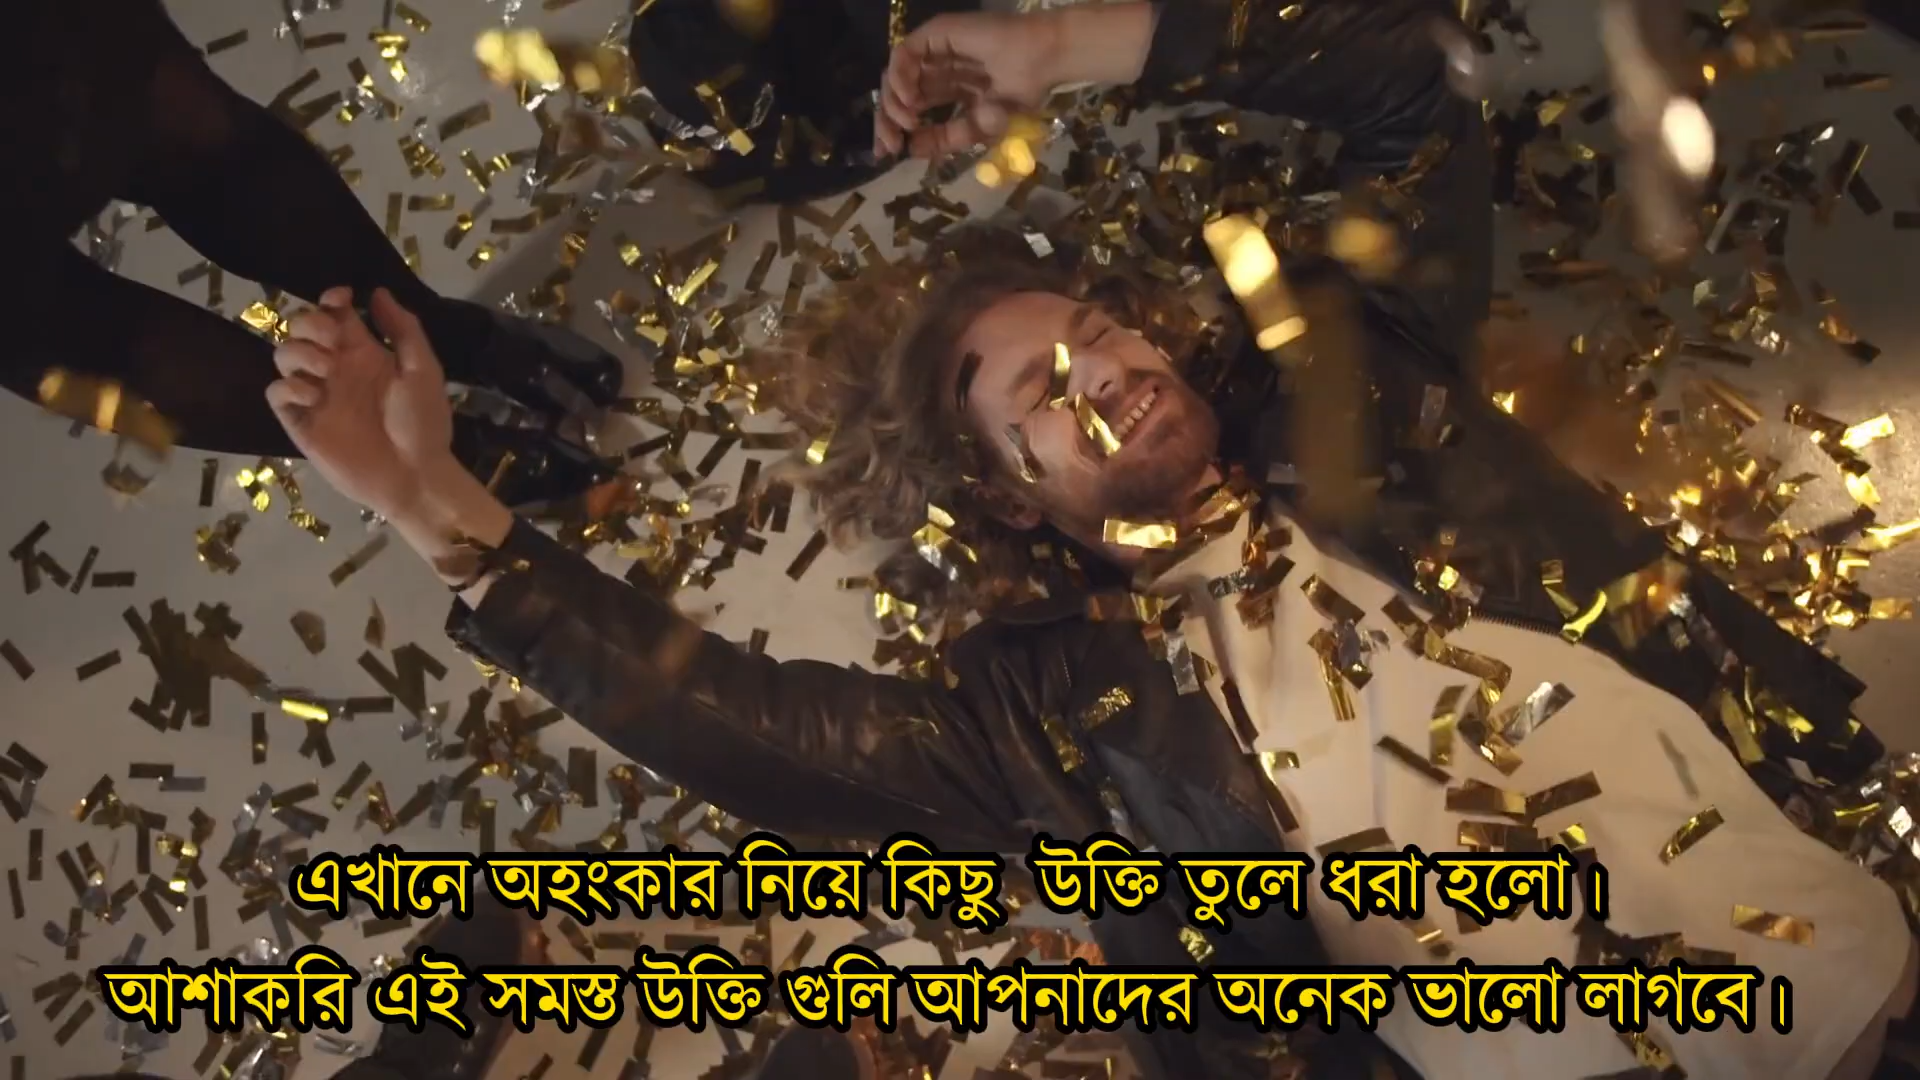 এখানে অহংকার নিয়ে কিছু উক্তি তুলে ধরা হলো।
আশাকরি এই সমস্ত উক্তি গুলি আপনাদের অনেক ভালো লাগবে।